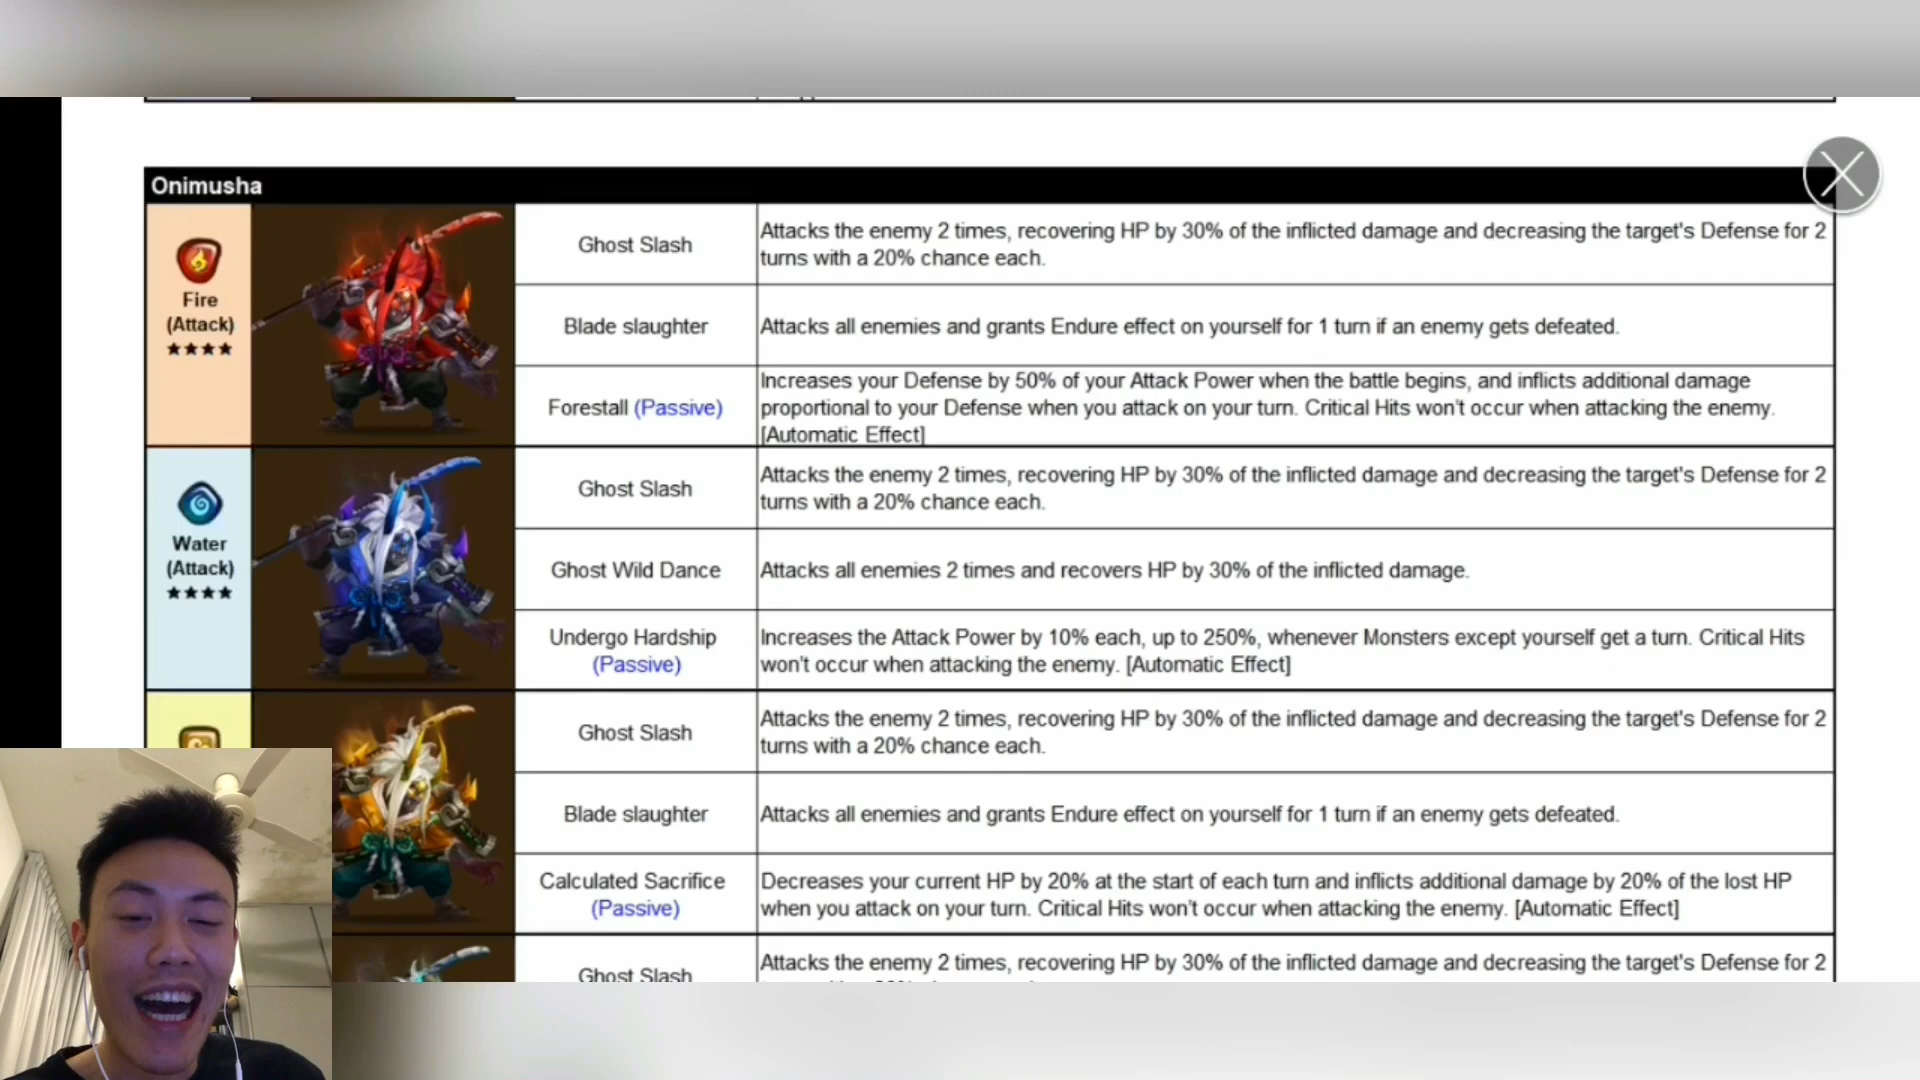 Onimusha
Fire
(Attack)
★★★★
Ghost Slash
Attacks the enemy 2 times, recovering HP by 30% of the inflicted damage and decreasing the target's Defense for 2
turns with a 20% chance each.
Blade slaughter
Attacks all enemies and grants Endure effect on yourself for 1 turn if an enemy gets defeated.
Forestall (Passive)
Increases your Defense by 50% of your Attack Power when the battle begins, and inflicts additional damage
proportional to your Defense when you attack on your turn. Critical Hits won't occur when attacking the enemy.
[Automatic Effect]
Water
(Attack)
★★★★
Ghost Slash
Attacks the enemy 2 times, recovering HP by 30% of the inflicted damage and decreasing the target's Defense for 2
turns with a 20% chance each.
Ghost Wild Dance
Attacks all enemies 2 times and recovers HP by 30% of the inflicted damage.
Undergo Hardship
(Passive)
Increases the Attack Power by 10% each, up to 250%, whenever Monsters except yourself get a turn. Critical Hits
won't occur when attacking the enemy. [Automatic Effect]
Ghost Slash
Attacks the enemy 2 times, recovering HP by 30% of the inflicted damage and decreasing the target's Defense for 2
turns with a 20% chance each.
Blade slaughter
Attacks all enemies and grants Endure effect on yourself for 1 turn if an enemy gets defeated.
Calculated Sacrifice
(Passive)
Decreases your current HP by 20% at the start of each turn and inflicts additional damage by 20% of the lost HP
when you attack on your turn. Critical Hits won't occur when attacking the enemy. [Automatic Effect]
Ghost Slash
Attacks the enemy 2 times, recovering HP by 30% of the inflicted damage and decreasing the target's Defense for 2